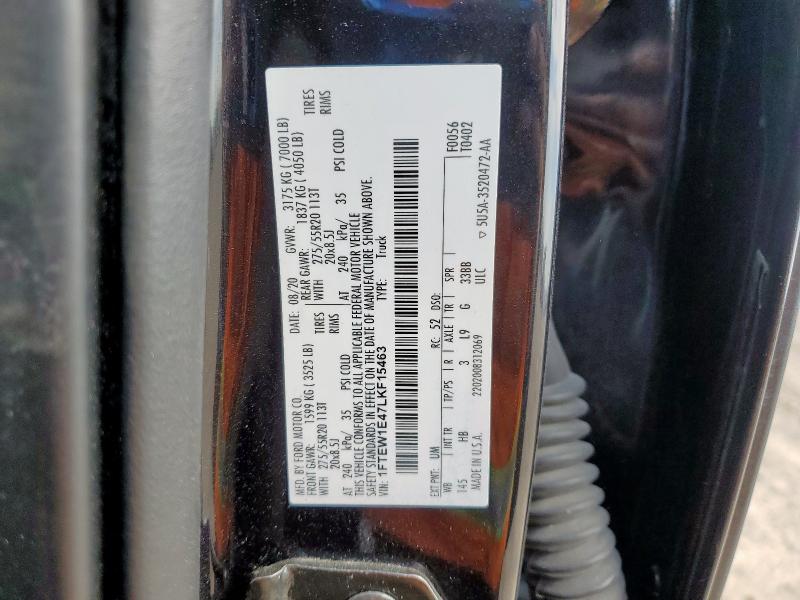 MFD. BY FORD MOTOR CO.
DATE: 08/20 GVWR: 3175 KG ( 7000 LB)
FRONT GAWR: 1599 KG ( 3525 LB) REAR GAWR: 1837 KG ( 4050 LB)
WITH 275/55R20 113T TIRES WITH 275/55R20 113T TIRES
20x8.5J RIMS 20x8.5J RIMS
AT 240 kPa/ 35 PSI COLD AT 240 kPa/ 35 PSI COLD
THIS VEHICLE CONFORMS TO ALL APPLICABLE FEDERAL MOTOR VEHICLE
SAFETY STANDARDS IN EFFECT ON THE DATE OF MANUFACTURE SHOWN ABOVE.
VIN: 1FTEW1E47LKF15463 TYPE: Truck
F0056
EXT PNT: UM RC: 52 DSO: T0402
WB INT TR TP/PS R AXLE TR SPR
145 HB 3 L9 G 33BB
ULC ▽ 5U5A-3520472-AA
MADE IN U.S.A. 2202008312069